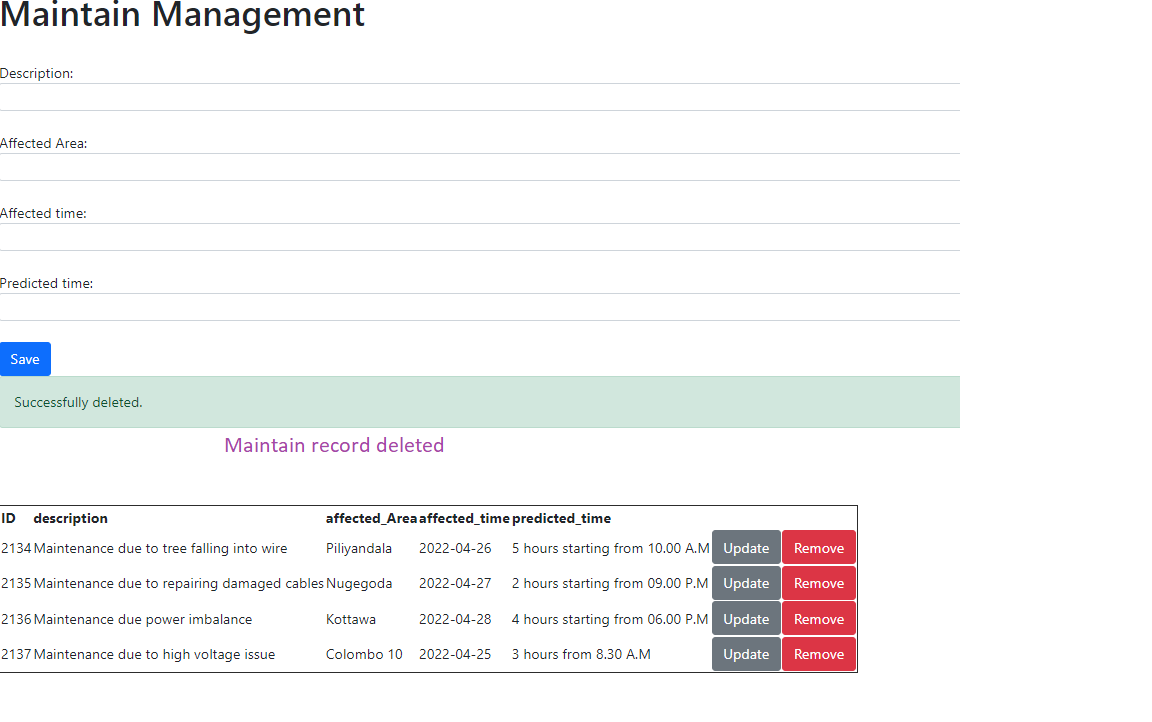 Maintain Management
Description:
Affected Area:
Affected time:
Predicted time:
Save
Successfully deleted.
Maintain record deleted
ID description affected_Area affected_time predicted_time
2134 Maintenance due to tree falling into wire Piliyandala 2022-04-26 5 hours starting from 10.00 A.M Update Remove
2135 Maintenance due to repairing damaged cables Nugegoda 2022-04-27 2 hours starting from 09.00 P.M Update Remove
2136 Maintenance due power imbalance Kottawa 2022-04-28 4 hours starting from 06.00 P.M Update Remove
2137 Maintenance due to high voltage issue Colombo 10 2022-04-25 3 hours from 8.30 A.M Update Remove